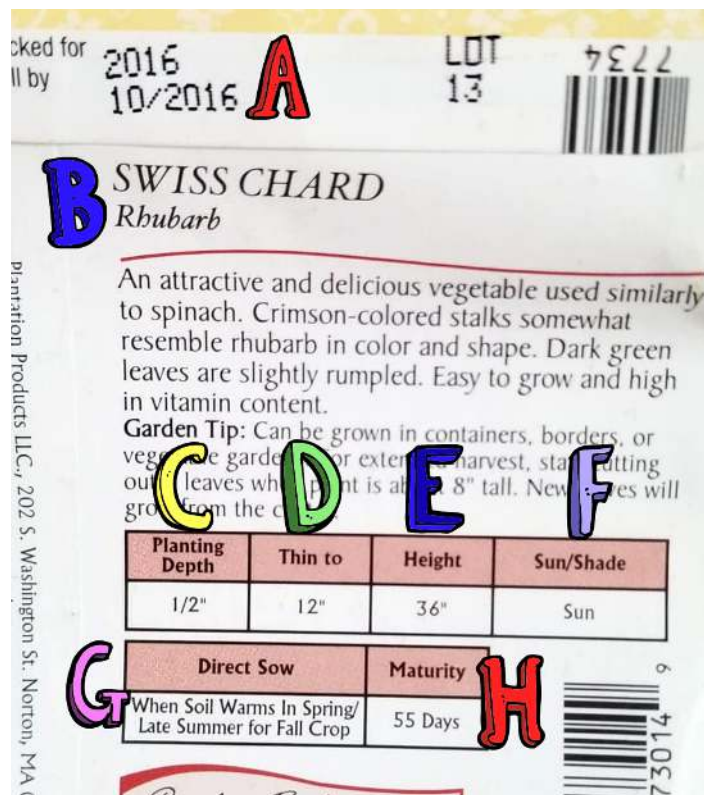 cked for 2016 LOT 7734
ll by 10/2016 13
A
B
SWISS CHARD
Rhubarb
An attractive and delicious vegetable used similarly
to spinach. Crimson-colored stalks somewhat
resemble rhubarb in color and shape. Dark green
leaves are slightly rumpled. Easy to grow and high
in vitamin content.
Garden Tip: Can be grown in containers, borders, or
harvest,
leaves is 8" tall. New will
from the
C D E F
Planting Depth Thin to Height Sun/Shade
1/2" 12" 36" Sun
G
Direct Sow Maturity
H
When Soil Warms In Spring/ 55 Days
Late Summer for Fall Crop
Plantation Products LLC., 202 S. Washington St. Norton, MA
9
73014